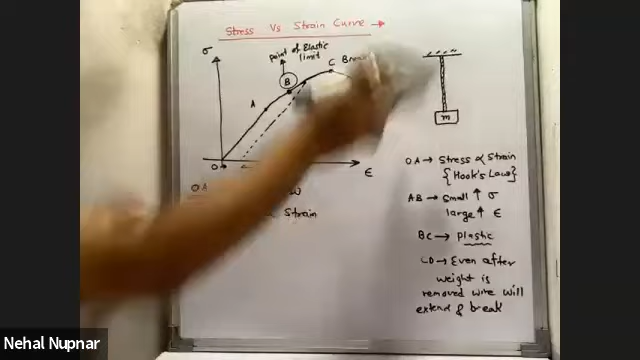 Stress Vs Strain Curve →
σ
point of Elastic
limit
B
C
A
O
ε
OA
Strain
m
OA → Stress ∝ Strain
{Hook's Law}
AB → small ↑ σ
large ↑ ε
BC → plastic
CD → Even after
weight is
removed wire will
extend & break
Nehal Nupnar